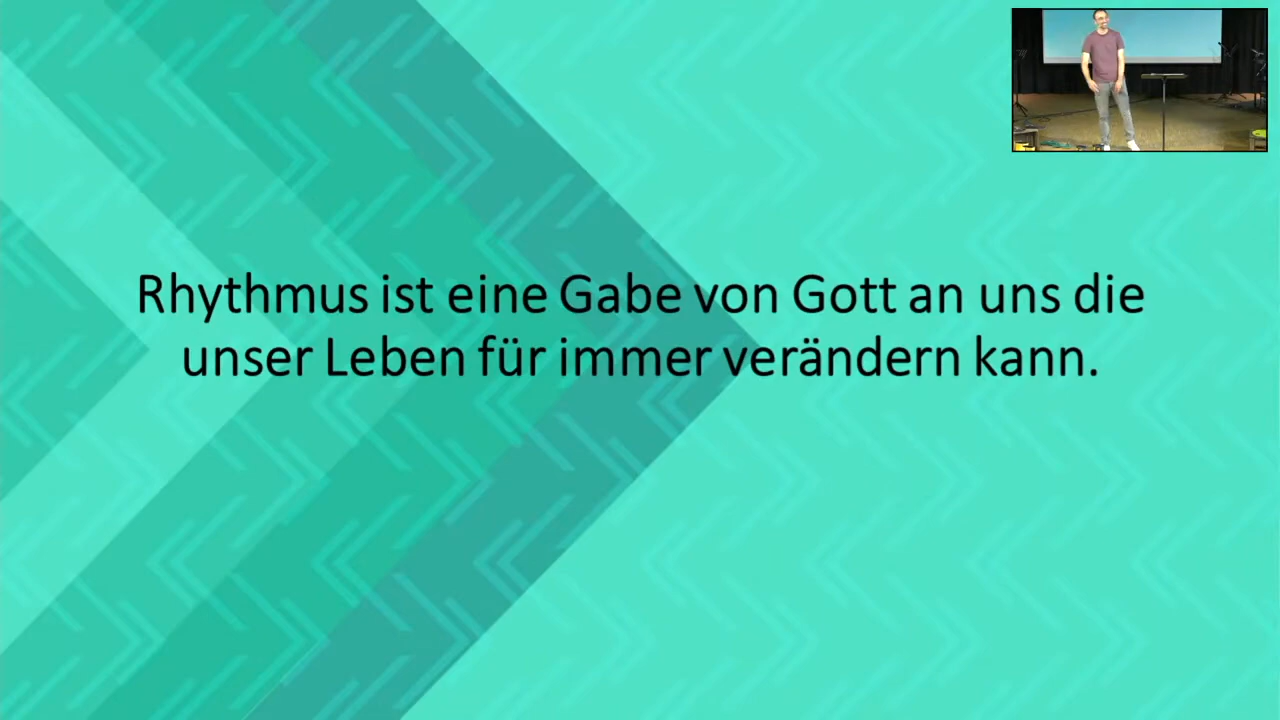 Rhythmus ist eine Gabe von Gott an uns die
unser Leben für immer verändern kann.